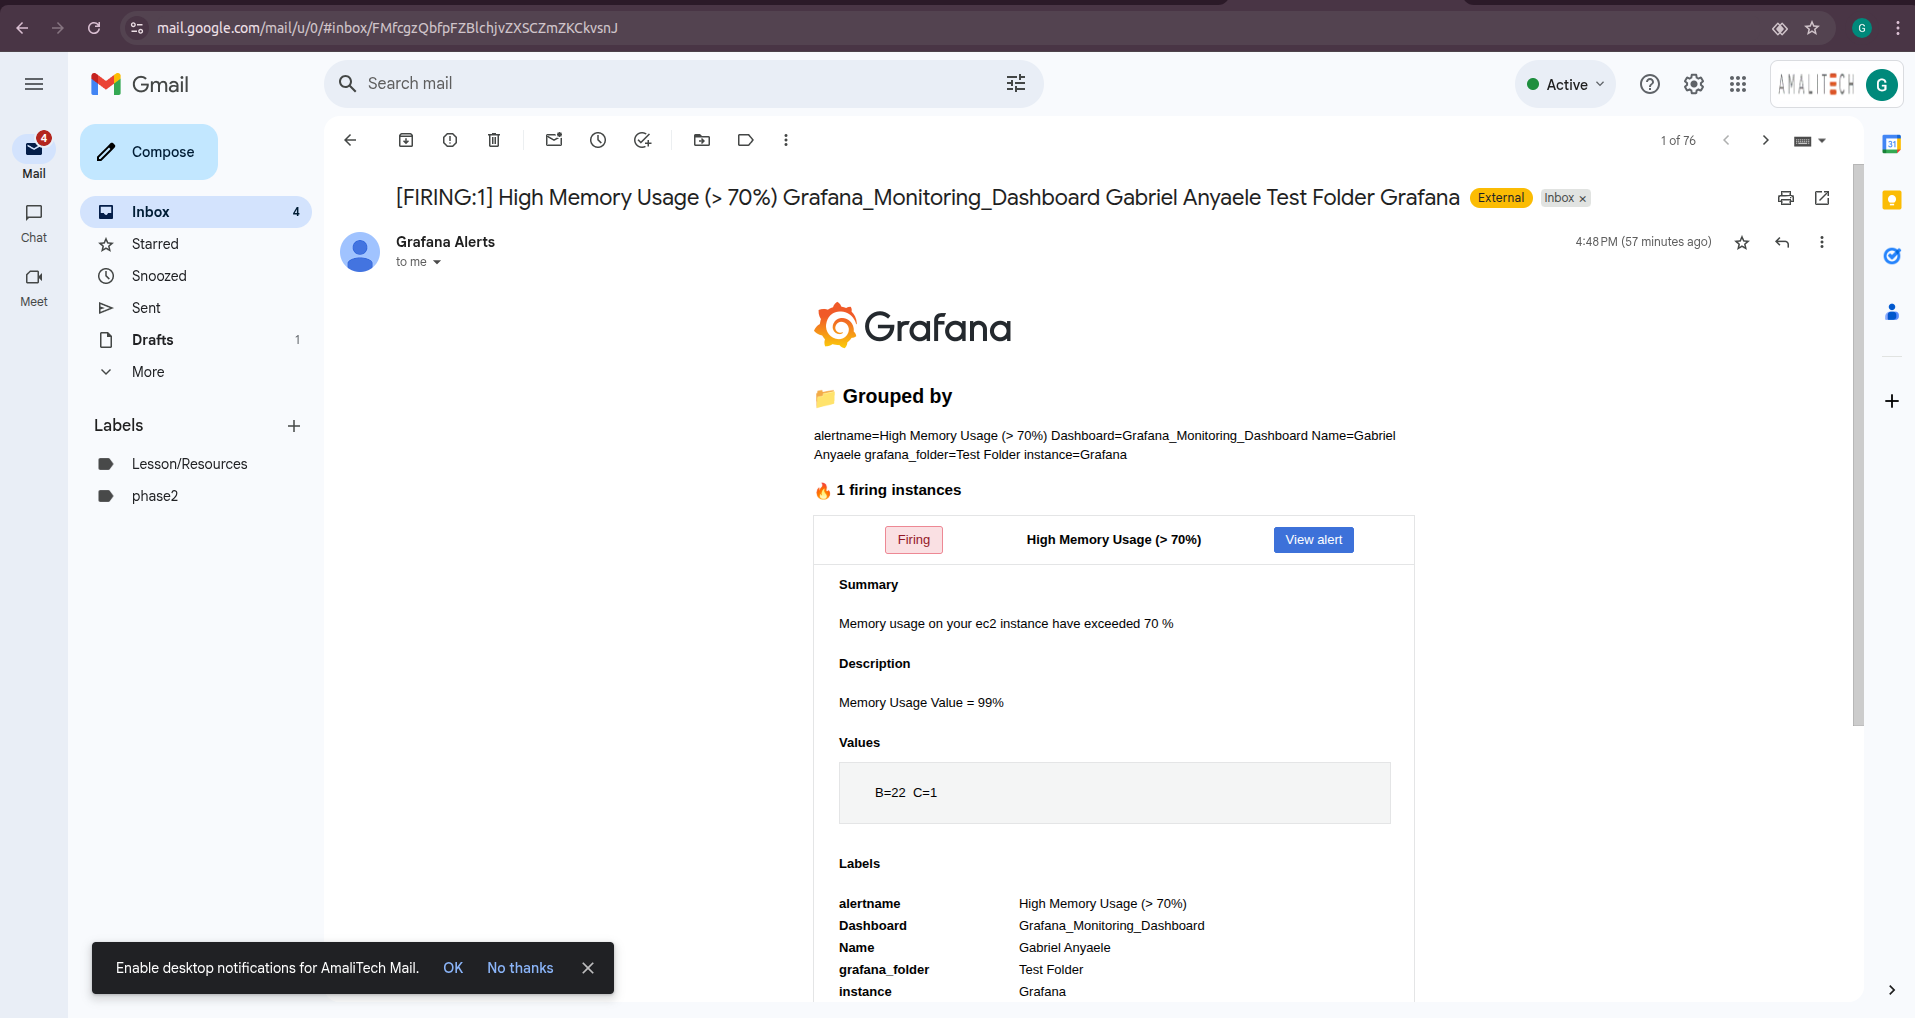 mail.google.com/mail/u/0/#inbox/FMfcgzQbfpFZBlchjvZXSCZmZKCkvsnJ
G
Gmail
Search mail
Active
AMALITECH
G
4
Mail
Chat
Meet
Compose
Inbox 4
Starred
Snoozed
Sent
Drafts 1
More
Labels
Lesson/Resources
phase2
1 of 76
31
[FIRING:1] High Memory Usage (> 70%) Grafana_Monitoring_Dashboard Gabriel Anyaele Test Folder Grafana External Inbox ×
Grafana Alerts
4:48 PM (57 minutes ago)
to me
Grafana
📁 Grouped by
alertname=High Memory Usage (> 70%) Dashboard=Grafana_Monitoring_Dashboard Name=Gabriel
Anyaele grafana_folder=Test Folder instance=Grafana
🔥 1 firing instances
Firing High Memory Usage (> 70%) View alert
Summary
Memory usage on your ec2 instance have exceeded 70 %
Description
Memory Usage Value = 99%
Values
B=22 C=1
Labels
alertname High Memory Usage (> 70%)
Dashboard Grafana_Monitoring_Dashboard
Name Gabriel Anyaele
grafana_folder Test Folder
instance Grafana
Enable desktop notifications for AmaliTech Mail. OK No thanks